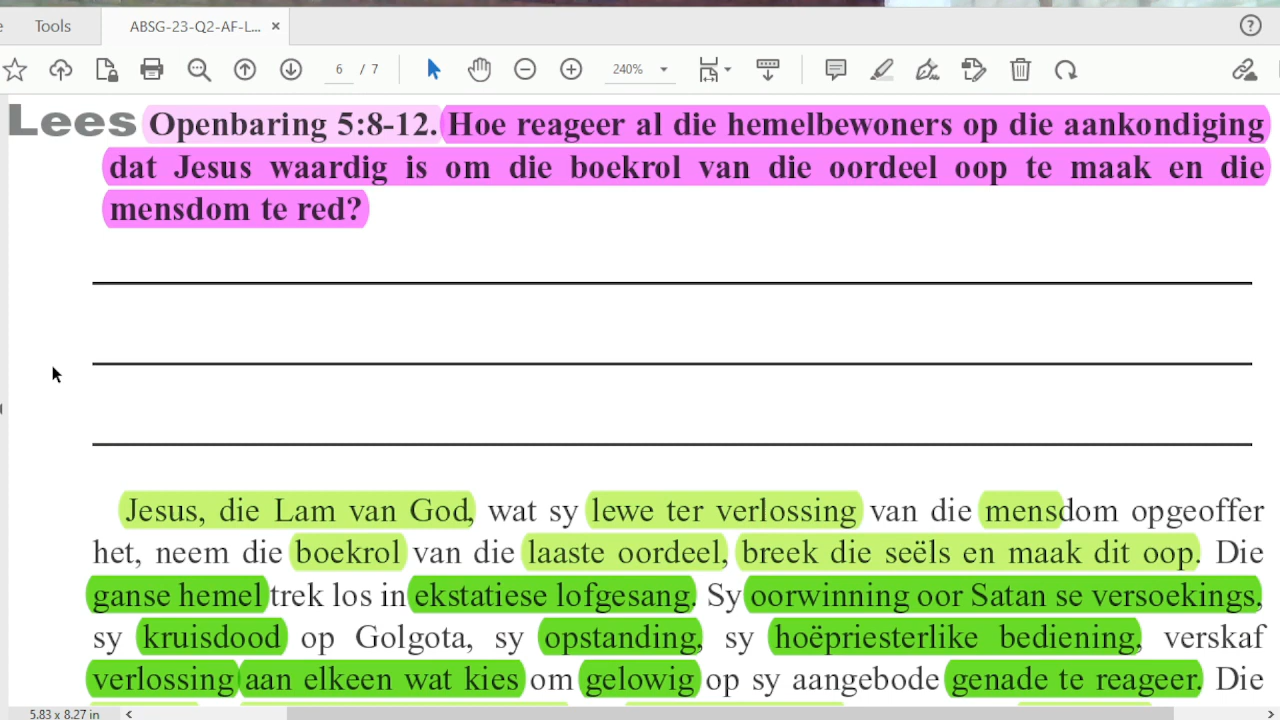 Tools
ABSG-23-Q2-AF-L... ×
6 / 7
240%
Lees Openbaring 5:8-12. Hoe reageer al die hemelbewoners op die aankondiging
dat Jesus waardig is om die boekrol van die oordeel oop te maak en die
mensdom te red?
Jesus, die Lam van God, wat sy lewe ter verlossing van die mensdom opgeoffer
het, neem die boekrol van die laaste oordeel, breek die seëls en maak dit oop. Die
ganse hemel trek los in ekstatiese lofgesang. Sy oorwinning oor Satan se versoekings,
sy kruisdood op Golgota, sy opstanding, sy hoëpriesterlike bediening, verskaf
verlossing aan elkeen wat kies om gelowig op sy aangebode genade te reageer. Die
5.83 x 8.27 in